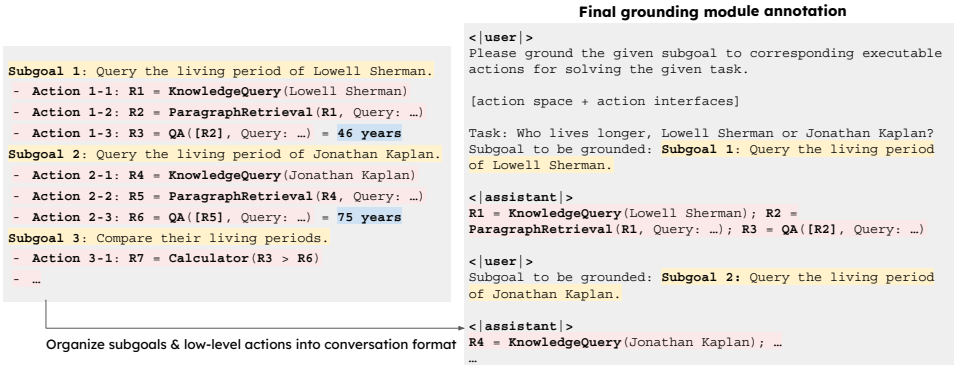 Final grounding module annotation
Subgoal 1: Query the living period of Lowell Sherman.
- Action 1-1: R1 = KnowledgeQuery(Lowell Sherman)
- Action 1-2: R2 = ParagraphRetrieval(R1, Query: …)
- Action 1-3: R3 = QA([R2], Query: …) = 46 years
Subgoal 2: Query the living period of Jonathan Kaplan.
- Action 2-1: R4 = KnowledgeQuery(Jonathan Kaplan)
- Action 2-2: R5 = ParagraphRetrieval(R4, Query: …)
- Action 2-3: R6 = QA([R5], Query: …) = 75 years
Subgoal 3: Compare their living periods.
- Action 3-1: R7 = Calculator(R3 > R6)
- …
Organize subgoals & low-level actions into conversation format
<|user|>
Please ground the given subgoal to corresponding executable
actions for solving the given task.
[action space + action interfaces]
Task: Who lives longer, Lowell Sherman or Jonathan Kaplan?
Subgoal to be grounded: Subgoal 1: Query the living period
of Lowell Sherman.
<|assistant|>
R1 = KnowledgeQuery(Lowell Sherman); R2 =
ParagraphRetrieval(R1, Query: …); R3 = QA([R2], Query: …)
<|user|>
Subgoal to be grounded: Subgoal 2: Query the living period
of Jonathan Kaplan.
<|assistant|>
R4 = KnowledgeQuery(Jonathan Kaplan); …
…